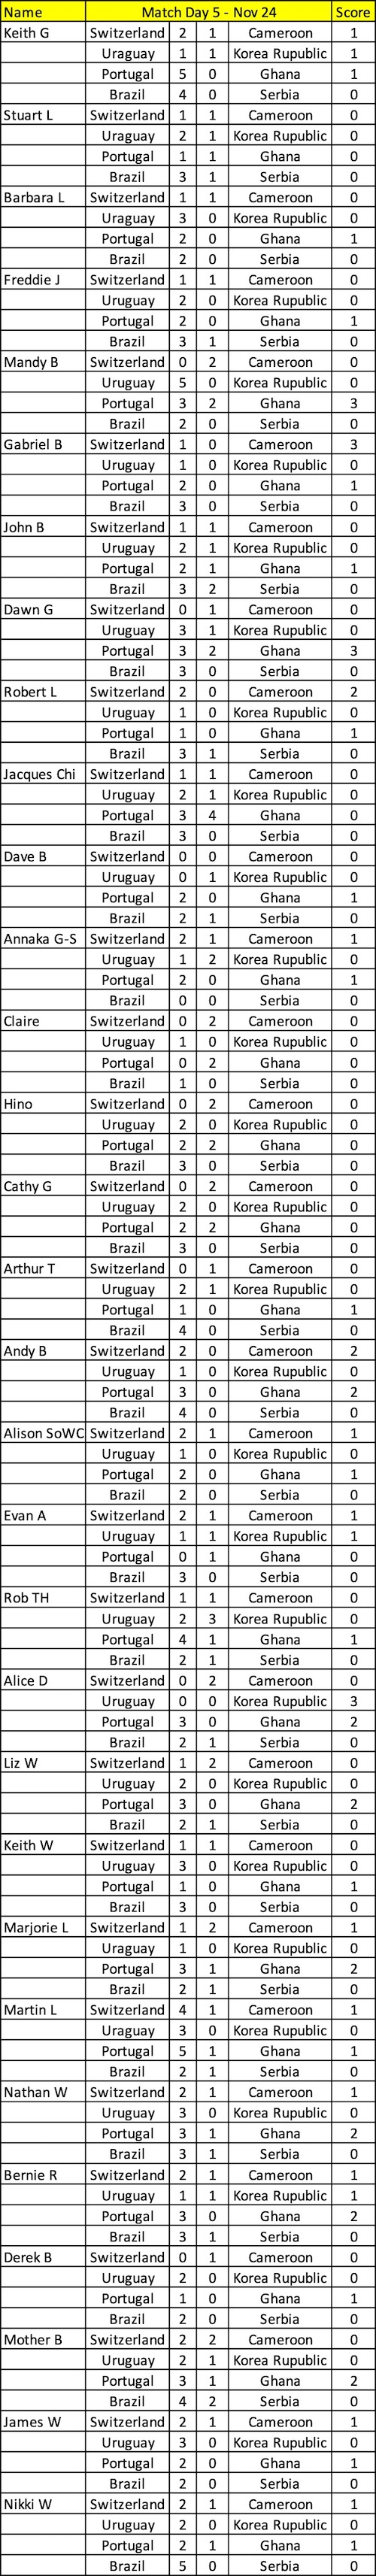 Name Match Day 5 - Nov 24 Score
Keith G Switzerland 2 1 Cameroon 1
Uraguay 1 1 Korea Rupublic 1
Portugal 5 0 Ghana 1
Brazil 4 0 Serbia 0
Stuart L Switzerland 1 1 Cameroon 0
Uraguay 2 1 Korea Rupublic 0
Portugal 1 1 Ghana 0
Brazil 3 1 Serbia 0
Barbara L Switzerland 1 1 Cameroon 0
Uraguay 3 0 Korea Rupublic 0
Portugal 2 0 Ghana 1
Brazil 2 0 Serbia 0
Freddie J Switzerland 1 1 Cameroon 0
Uruguay 2 0 Korea Rupublic 0
Portugal 2 0 Ghana 1
Brazil 3 1 Serbia 0
Mandy B Switzerland 0 2 Cameroon 0
Uruguay 5 0 Korea Rupublic 0
Portugal 3 2 Ghana 3
Brazil 2 0 Serbia 0
Gabriel B Switzerland 1 0 Cameroon 3
Uruguay 1 0 Korea Rupublic 0
Portugal 2 0 Ghana 1
Brazil 3 0 Serbia 0
John B Switzerland 1 1 Cameroon 0
Uruguay 2 1 Korea Rupublic 0
Portugal 2 1 Ghana 1
Brazil 3 2 Serbia 0
Dawn G Switzerland 0 1 Cameroon 0
Uruguay 3 1 Korea Rupublic 0
Portugal 3 2 Ghana 3
Brazil 3 0 Serbia 0
Robert L Switzerland 2 0 Cameroon 2
Uruguay 1 0 Korea Rupublic 0
Portugal 1 0 Ghana 1
Brazil 3 1 Serbia 0
Jacques Chi Switzerland 1 1 Cameroon 0
Uruguay 2 1 Korea Rupublic 0
Portugal 3 4 Ghana 0
Brazil 3 0 Serbia 0
Dave B Switzerland 0 0 Cameroon 0
Uruguay 0 1 Korea Rupublic 0
Portugal 2 0 Ghana 1
Brazil 2 1 Serbia 0
Annaka G-S Switzerland 2 1 Cameroon 1
Uruguay 1 2 Korea Rupublic 0
Portugal 2 0 Ghana 1
Brazil 0 0 Serbia 0
Claire Switzerland 0 2 Cameroon 0
Uruguay 1 0 Korea Rupublic 0
Portugal 0 2 Ghana 0
Brazil 1 0 Serbia 0
Hino Switzerland 0 2 Cameroon 0
Uruguay 2 0 Korea Rupublic 0
Portugal 2 2 Ghana 0
Brazil 3 0 Serbia 0
Cathy G Switzerland 0 2 Cameroon 0
Uruguay 2 0 Korea Rupublic 0
Portugal 2 2 Ghana 0
Brazil 3 0 Serbia 0
Arthur T Switzerland 0 1 Cameroon 0
Uruguay 2 1 Korea Rupublic 0
Portugal 1 0 Ghana 1
Brazil 4 0 Serbia 0
Andy B Switzerland 2 0 Cameroon 2
Uruguay 1 0 Korea Rupublic 0
Portugal 3 0 Ghana 2
Brazil 4 0 Serbia 0
Alison SoWC Switzerland 2 1 Cameroon 1
Uruguay 1 0 Korea Rupublic 0
Portugal 2 0 Ghana 1
Brazil 2 0 Serbia 0
Evan A Switzerland 2 1 Cameroon 1
Uruguay 1 1 Korea Rupublic 1
Portugal 0 1 Ghana 0
Brazil 3 0 Serbia 0
Rob TH Switzerland 1 1 Cameroon 0
Uruguay 2 3 Korea Rupublic 0
Portugal 4 1 Ghana 1
Brazil 2 1 Serbia 0
Alice D Switzerland 0 2 Cameroon 0
Uruguay 0 0 Korea Rupublic 3
Portugal 3 0 Ghana 2
Brazil 2 1 Serbia 0
Liz W Switzerland 1 2 Cameroon 0
Uruguay 2 0 Korea Rupublic 0
Portugal 3 0 Ghana 2
Brazil 2 1 Serbia 0
Keith W Switzerland 1 1 Cameroon 0
Uruguay 3 0 Korea Rupublic 0
Portugal 1 0 Ghana 1
Brazil 3 0 Serbia 0
Marjorie L Switzerland 1 2 Cameroon 1
Uraguay 1 0 Korea Rupublic 0
Portugal 3 1 Ghana 2
Brazil 2 1 Serbia 0
Martin L Switzerland 4 1 Cameroon 1
Uraguay 3 0 Korea Rupublic 0
Portugal 5 1 Ghana 1
Brazil 2 1 Serbia 0
Nathan W Switzerland 2 1 Cameroon 1
Uruguay 3 0 Korea Rupublic 0
Portugal 3 1 Ghana 2
Brazil 3 1 Serbia 0
Bernie R Switzerland 2 1 Cameroon 1
Uruguay 1 1 Korea Rupublic 1
Portugal 3 0 Ghana 2
Brazil 3 1 Serbia 0
Derek B Switzerland 0 1 Cameroon 0
Uruguay 2 0 Korea Rupublic 0
Portugal 1 0 Ghana 1
Brazil 2 0 Serbia 0
Mother B Switzerland 2 2 Cameroon 0
Uruguay 2 1 Korea Rupublic 0
Portugal 3 1 Ghana 2
Brazil 4 2 Serbia 0
James W Switzerland 2 1 Cameroon 1
Uruguay 3 0 Korea Rupublic 0
Portugal 2 0 Ghana 1
Brazil 2 0 Serbia 0
Nikki W Switzerland 2 1 Cameroon 1
Uruguay 2 0 Korea Rupublic 0
Portugal 2 1 Ghana 1
Brazil 5 0 Serbia 0